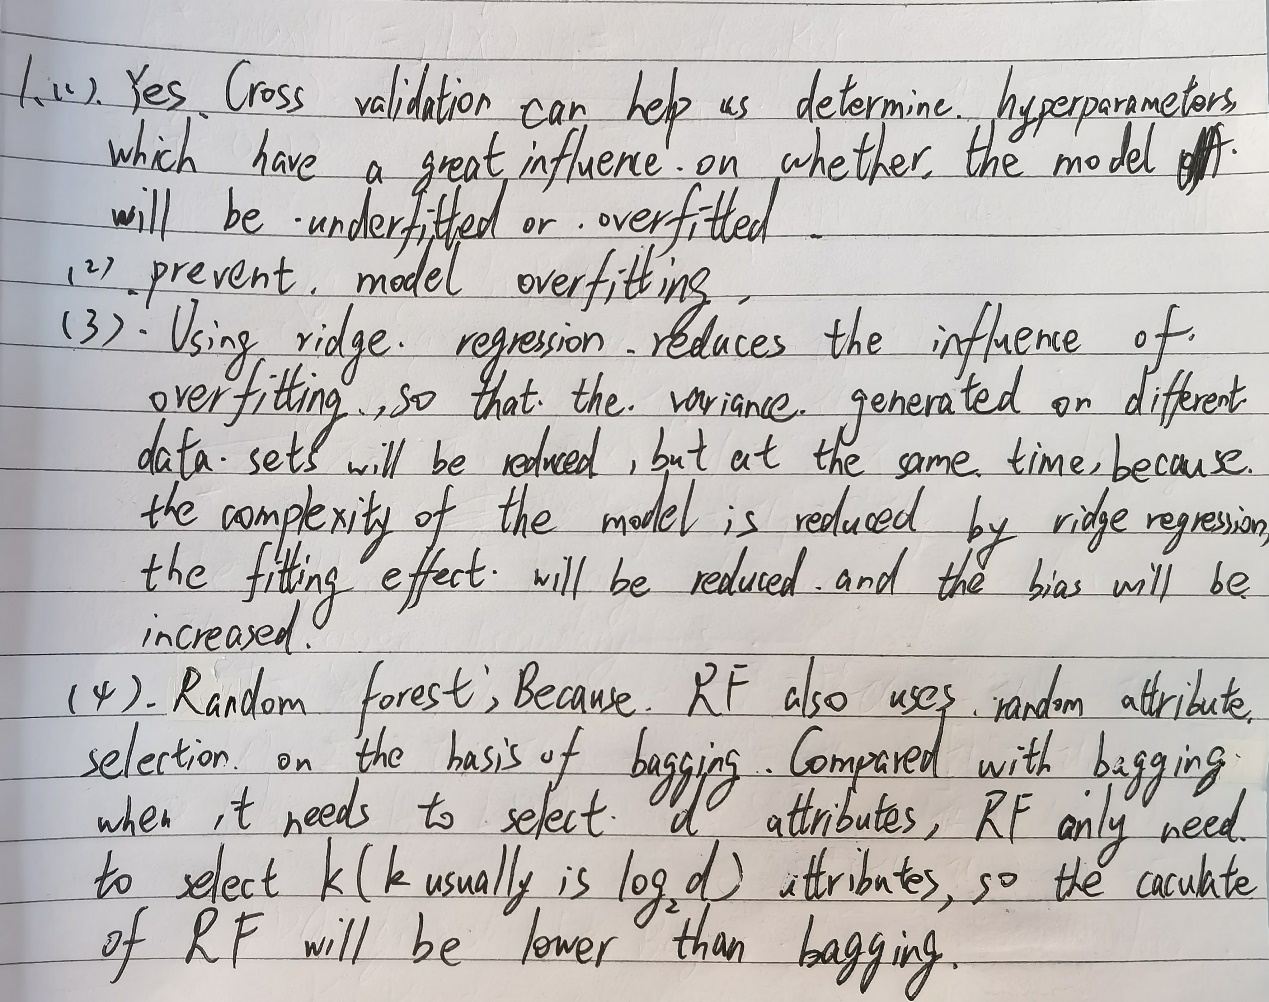 1.(1). Yes. Cross validation can help us determine. hyperparameters,
which have a great influence. on whether. the model
will be .underfitted or . overfitted .
(2). prevent. model overfitting.
(3). Using ridge. regression . reduces the influence of.
overfitting., so that. the. variance. generated on different.
data. sets will be reduced, but at the same. time, because.
the complexity of the model is reduced by ridge regression,
the fitting effect. will be reduced. and the bias will be
increased.
(4). Random forest; Because. RF also uses. random attribute.
selection. on the basis of bagging. Compared with bagging.
when it needs to select. d attributes, RF only need.
to select k(k usually is log₂d) attributes, so the caculate
of RF will be lower than bagging.